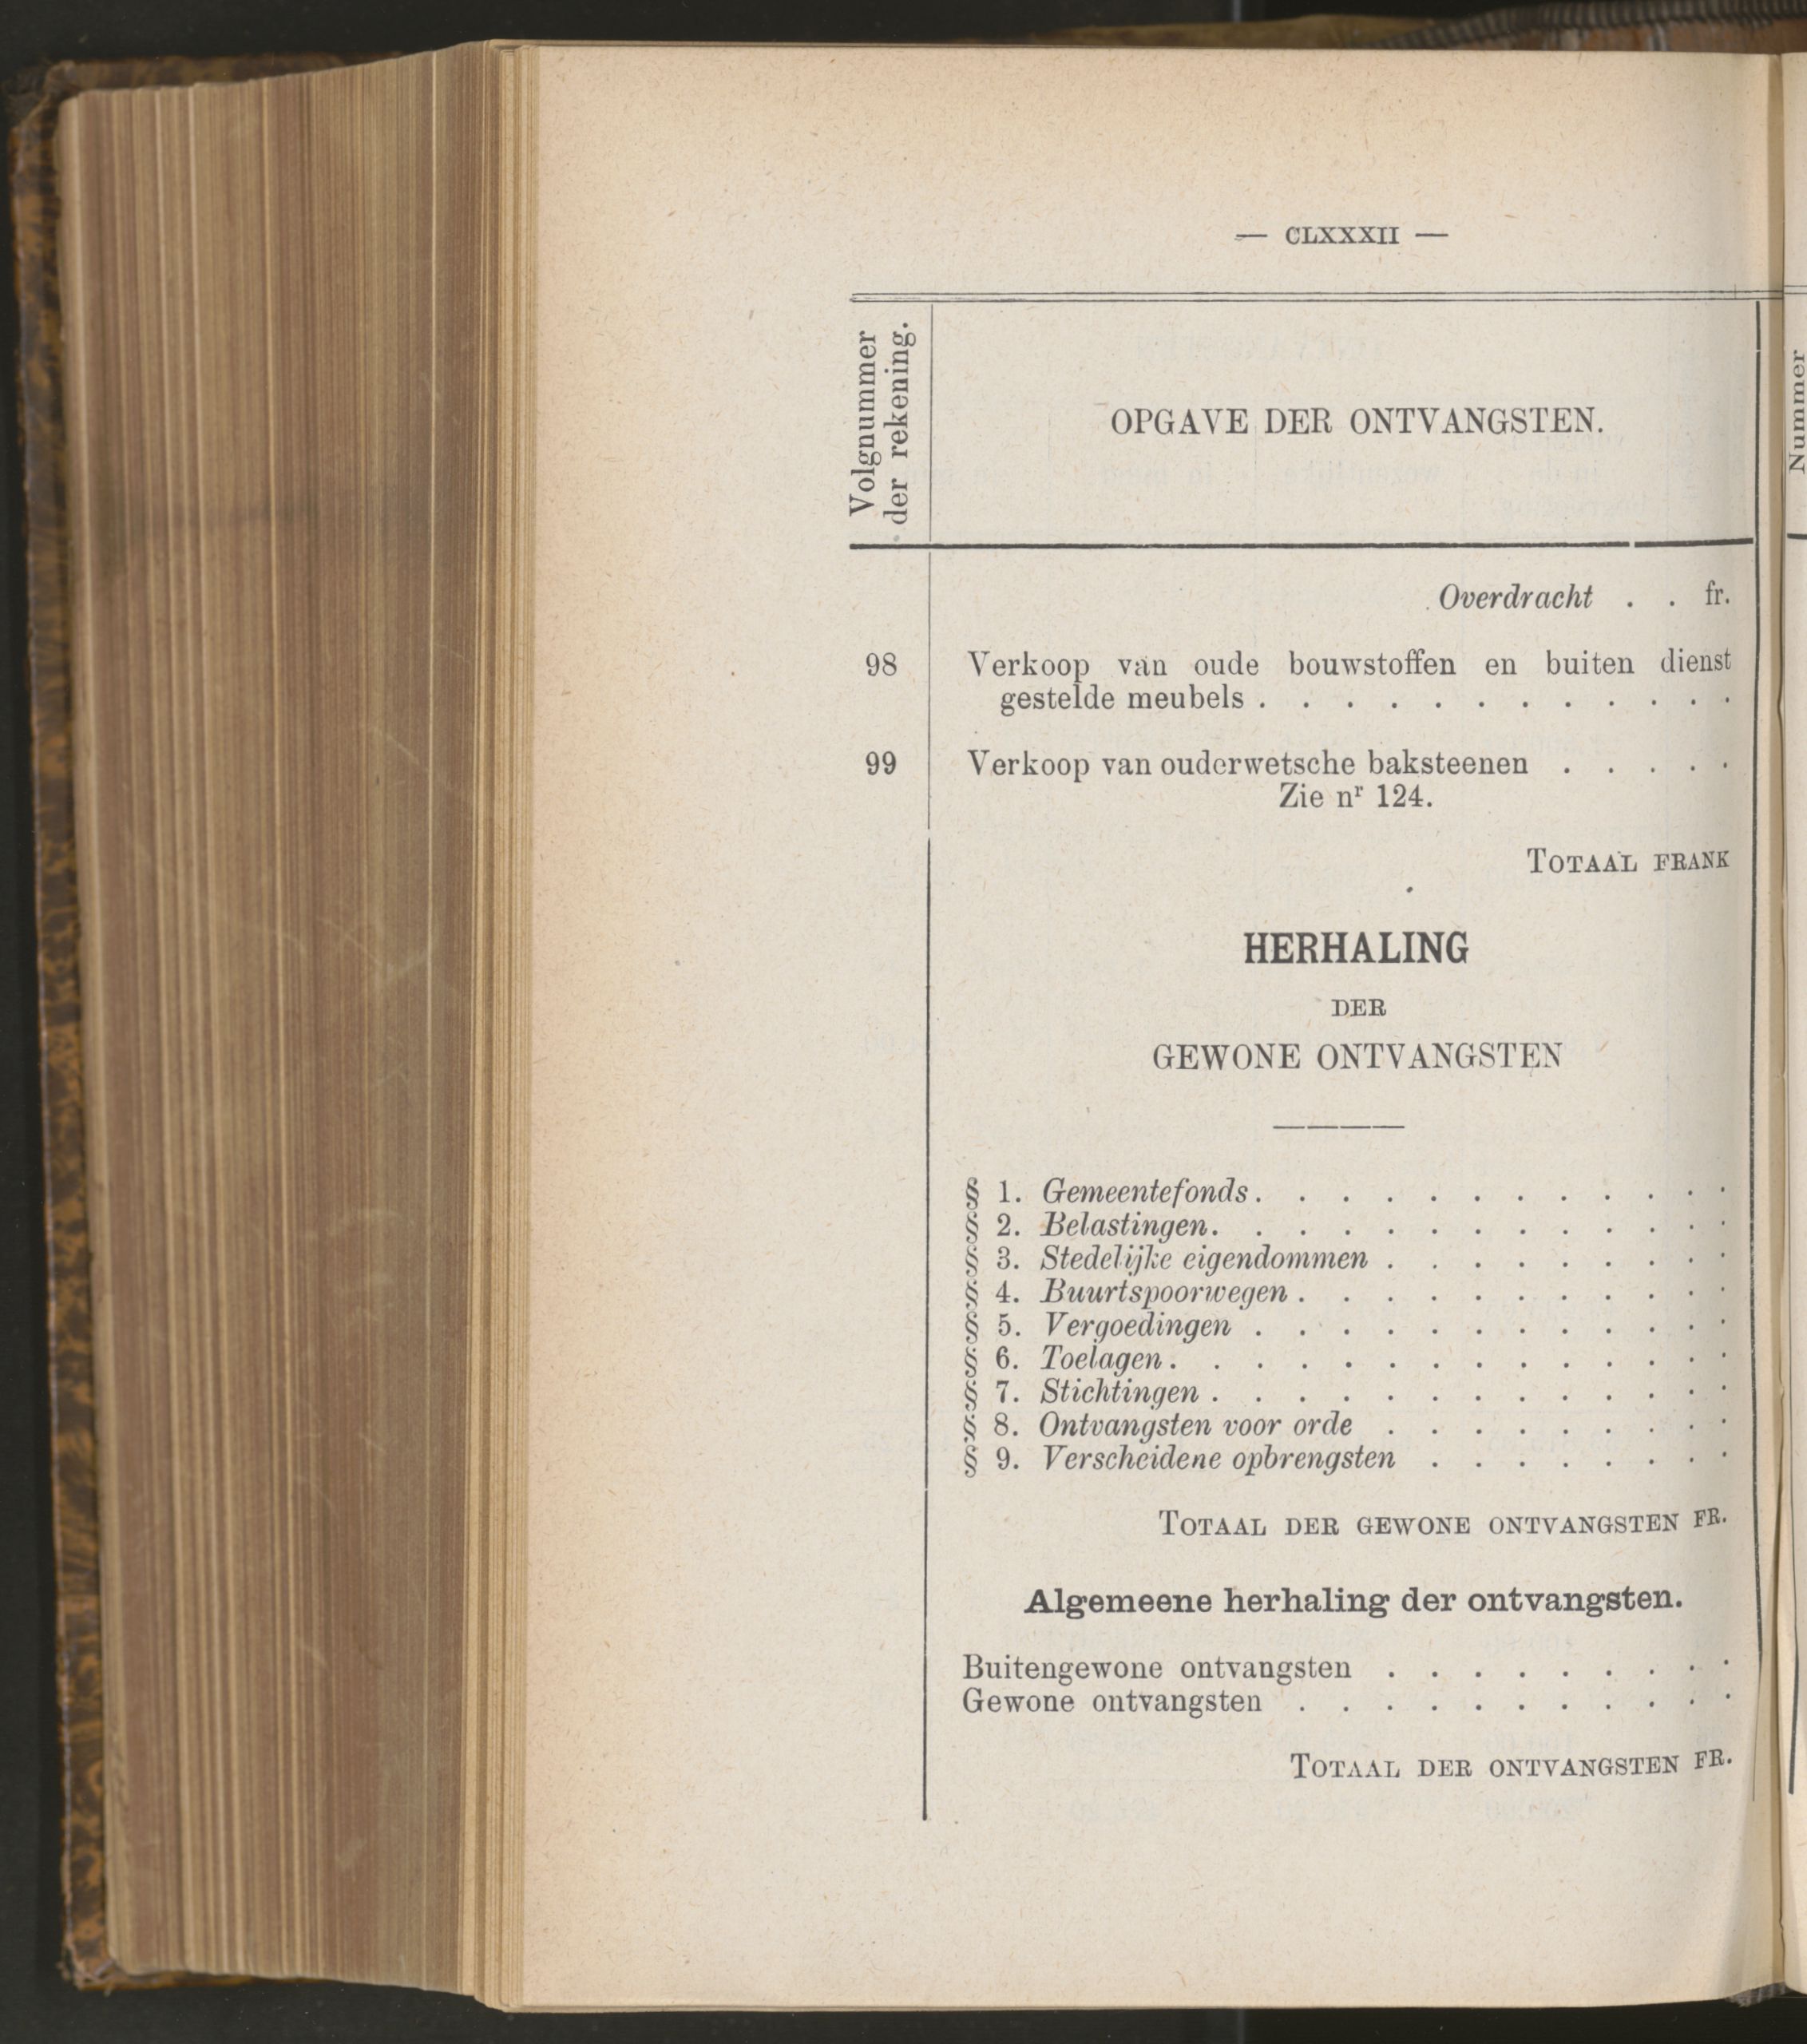 — CLXXXII —
Volgnummer
der rekening.
OPGAVE DER ONTVANGSTEN.
Nummer
Overdracht . . fr.
98 Verkoop van oude bouwstoffen en buiten dienst
gestelde meubels . . . . . . . . . . . .
99 Verkoop van ouderwetsche baksteenen . . . . .
Zie nr 124.
TOTAAL FRANK
HERHALING
DER
GEWONE ONTVANGSTEN
§ 1. Gemeentefonds . . . . . . . . . . . .
§ 2. Belastingen . . . . . . . . . . . . .
§ 3. Stedelijke eigendommen . . . . . . . . .
§ 4. Buurtspoorwegen . . . . . . . . . . .
§ 5. Vergoedingen . . . . . . . . . . . .
§ 6. Toelagen . . . . . . . . . . . . . .
§ 7. Stichtingen . . . . . . . . . . . . .
§ 8. Ontvangsten voor orde . . . . . . . . .
§ 9. Verscheidene opbrengsten . . . . . . . .
TOTAAL DER GEWONE ONTVANGSTEN FR.
Algemeene herhaling der ontvangsten.
Buitengewone ontvangsten . . . . . . . . .
Gewone ontvangsten . . . . . . . . . . .
TOTAAL DER ONTVANGSTEN FR.